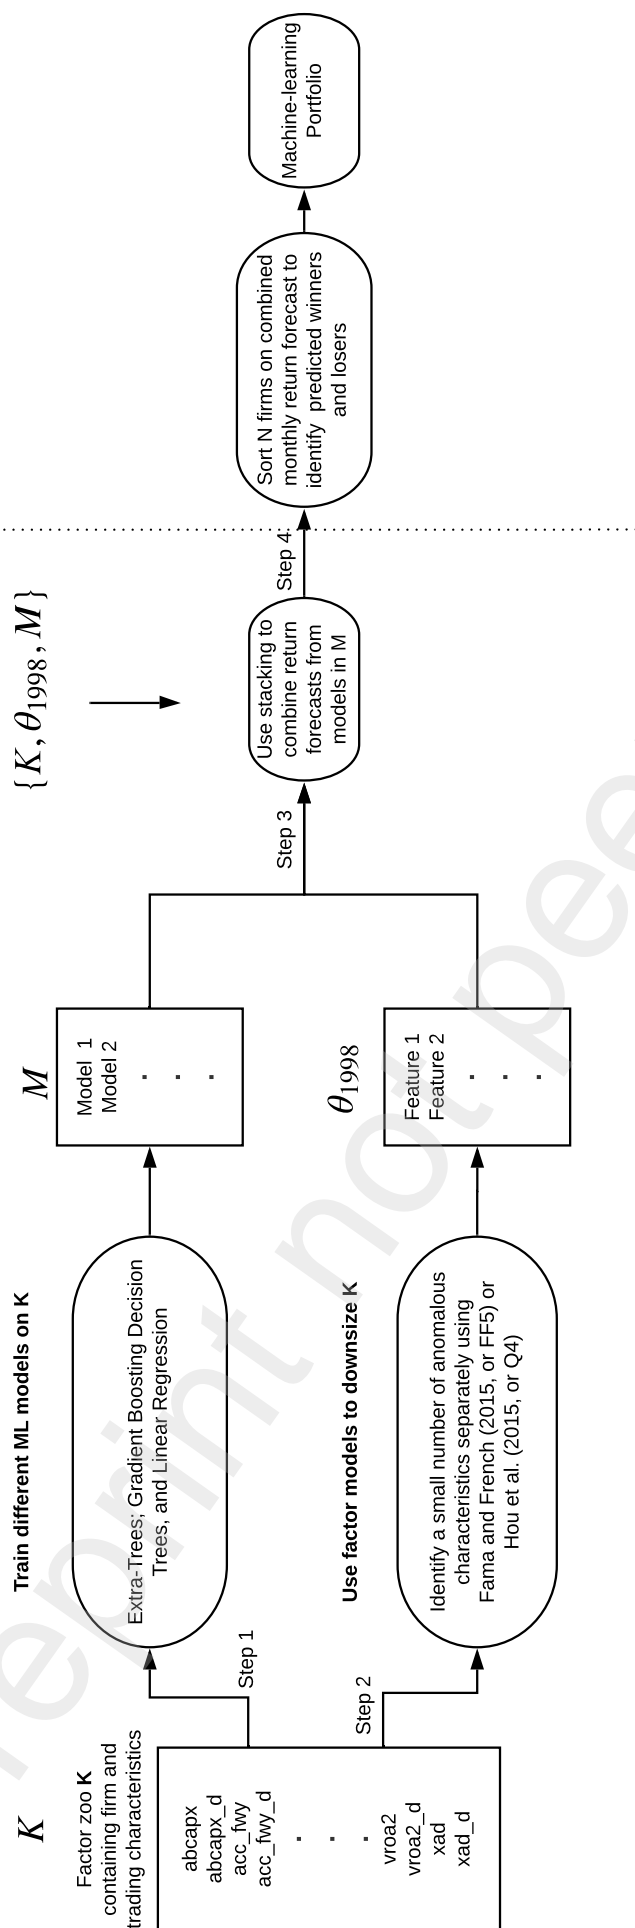 K
Factor zoo K
containing firm and
trading characteristics
abcapx
abcapx_d
acc_fwy
acc_fwy_d
.
.
.
vroa2
vroa2_d
xad
xad_d
Step 1
Step 2
Train different ML models on K
Extra-Trees; Gradient Boosting Decision
Trees, and Linear Regression
Use factor models to downsize K
Identify a small number of anomalous
characteristics separately using
Fama and French (2015, or FF5) or
Hou et al. (2015, or Q4)
M
Model 1
Model 2
.
.
.
θ1998
Feature 1
Feature 2
.
.
.
Step 3
{K, θ1998, M}
Use stacking to
combine return
forecasts from
models in M
Step 4
Sort N firms on combined
monthly return forecast to
identify predicted winners
and losers
Machine-learning
Portfolio
reprint not pee